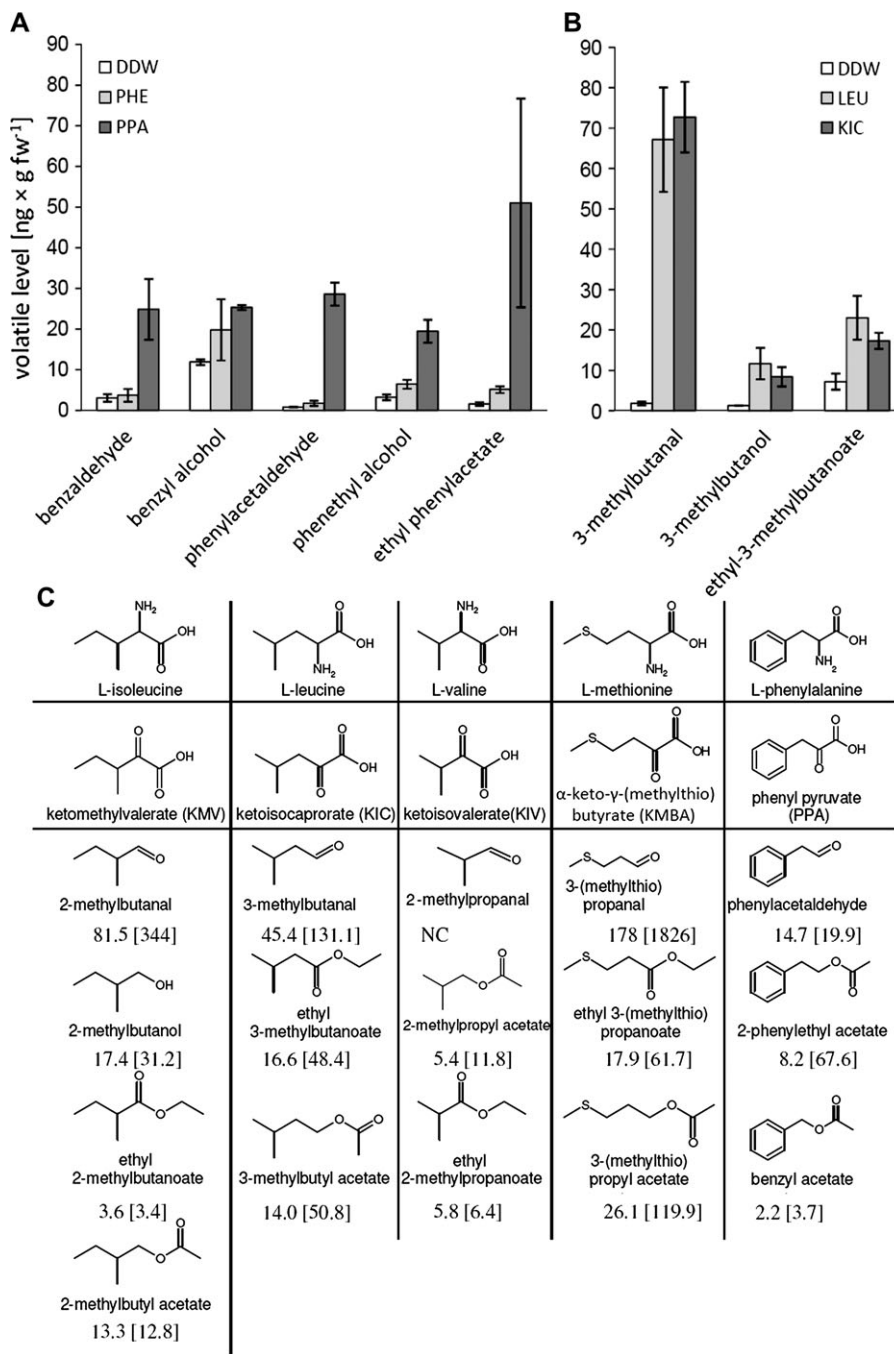 A
B
90
80
70
60
50
40
30
20
10
0
volatile level [ng × g fw⁻¹]
DDW
PHE
PPA
benzaldehyde
benzyl alcohol
phenylacetaldehyde
phenethyl alcohol
ethyl phenylacetate
90
80
70
60
50
40
30
20
10
0
DDW
LEU
KIC
3-methylbutanal
3-methylbutanol
ethyl-3-methylbutanoate
C
NH₂
OH
O
L-isoleucine
O
OH
NH₂
L-leucine
NH₂
OH
O
L-valine
S
O
OH
NH₂
L-methionine
O
OH
NH₂
L-phenylalanine
O
OH
O
ketomethylvalerate (KMV)
O
OH
O
ketoisocaprorate (KIC)
O
OH
O
ketoisovalerate(KIV)
S
O
OH
O
α-keto-γ-(methylthio)
butyrate (KMBA)
O
OH
O
phenyl pyruvate
(PPA)
O
2-methylbutanal
81.5 [344]
O
3-methylbutanal
45.4 [131.1]
O
2-methylpropanal
NC
S
O
3-(methylthio)
propanal
178 [1826]
O
phenylacetaldehyde
14.7 [19.9]
OH
2-methylbutanol
17.4 [31.2]
O
O
ethyl
3-methylbutanoate
16.6 [48.4]
O
O
2-methylpropyl acetate
5.4 [11.8]
S
O
O
ethyl 3-(methylthio)
propanoate
17.9 [61.7]
O
O
2-phenylethyl acetate
8.2 [67.6]
O
O
ethyl
2-methylbutanoate
3.6 [3.4]
O
O
3-methylbutyl acetate
14.0 [50.8]
O
O
ethyl
2-methylpropanoate
5.8 [6.4]
S
O
O
3-(methylthio)
propyl acetate
26.1 [119.9]
O
O
benzyl acetate
2.2 [3.7]
O
O
2-methylbutyl acetate
13.3 [12.8]